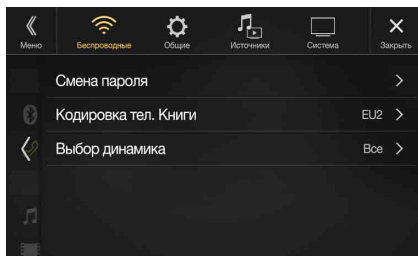 Меню
Беспроводные
Общие
Источники
Система
Закрыть
Смена пароля
Кодировка тел. Книги EU2
Выбор динамика Все